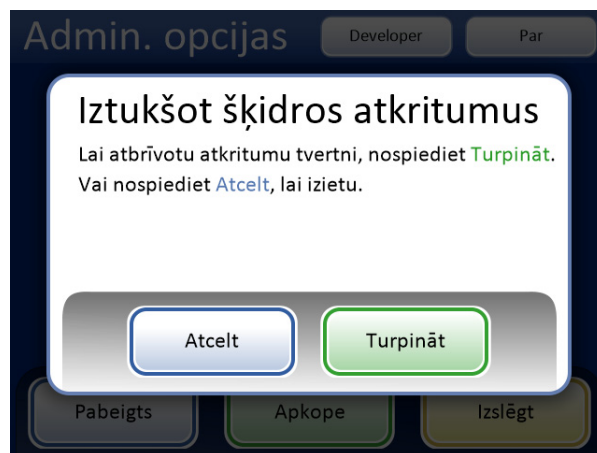 Admin. opcijas
Developer
Par
Iztukšot šķidros atkritumus
Lai atbrīvotu atkritumu tvertni, nospiediet Turpināt.
Vai nospiediet Atcelt, lai izietu.
Atcelt
Turpināt
Pabeigts
Apkope
Izslēgt